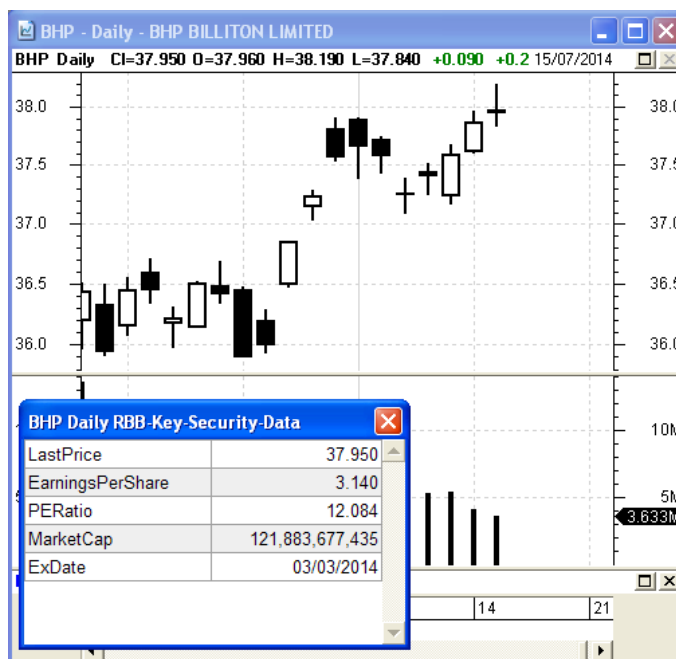 BHP - Daily - BHP BILLITON LIMITED
BHP Daily Cl=37.950 O=37.960 H=38.190 L=37.840 +0.090 +0.2 15/07/2014
38.0 38.0
37.5 37.5
37.0 37.0
36.5 36.5
36.0 36.0
BHP Daily RBB-Key-Security-Data
LastPrice 37.950
EarningsPerShare 3.140
PERatio 12.084
MarketCap 121,883,677,435
ExDate 03/03/2014
10M
5M
3.633M
14 21